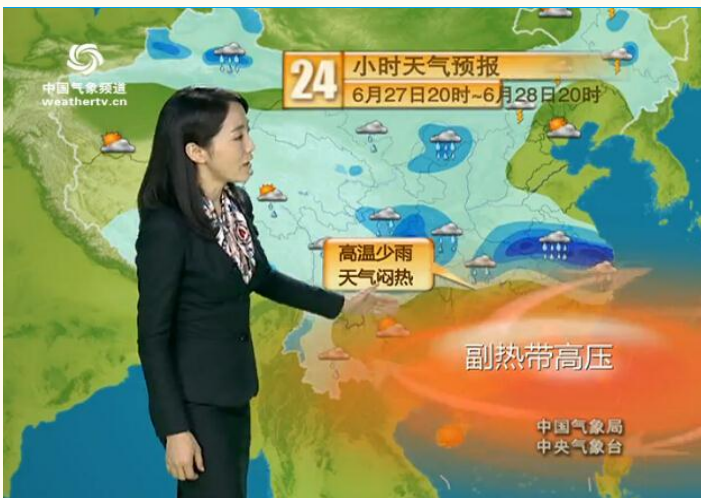 中国气象频道
weathertv.cn
24
小时天气预报
6月27日20时~6月28日20时
高温少雨
天气闷热
副热带高压
中国气象局
中央气象台